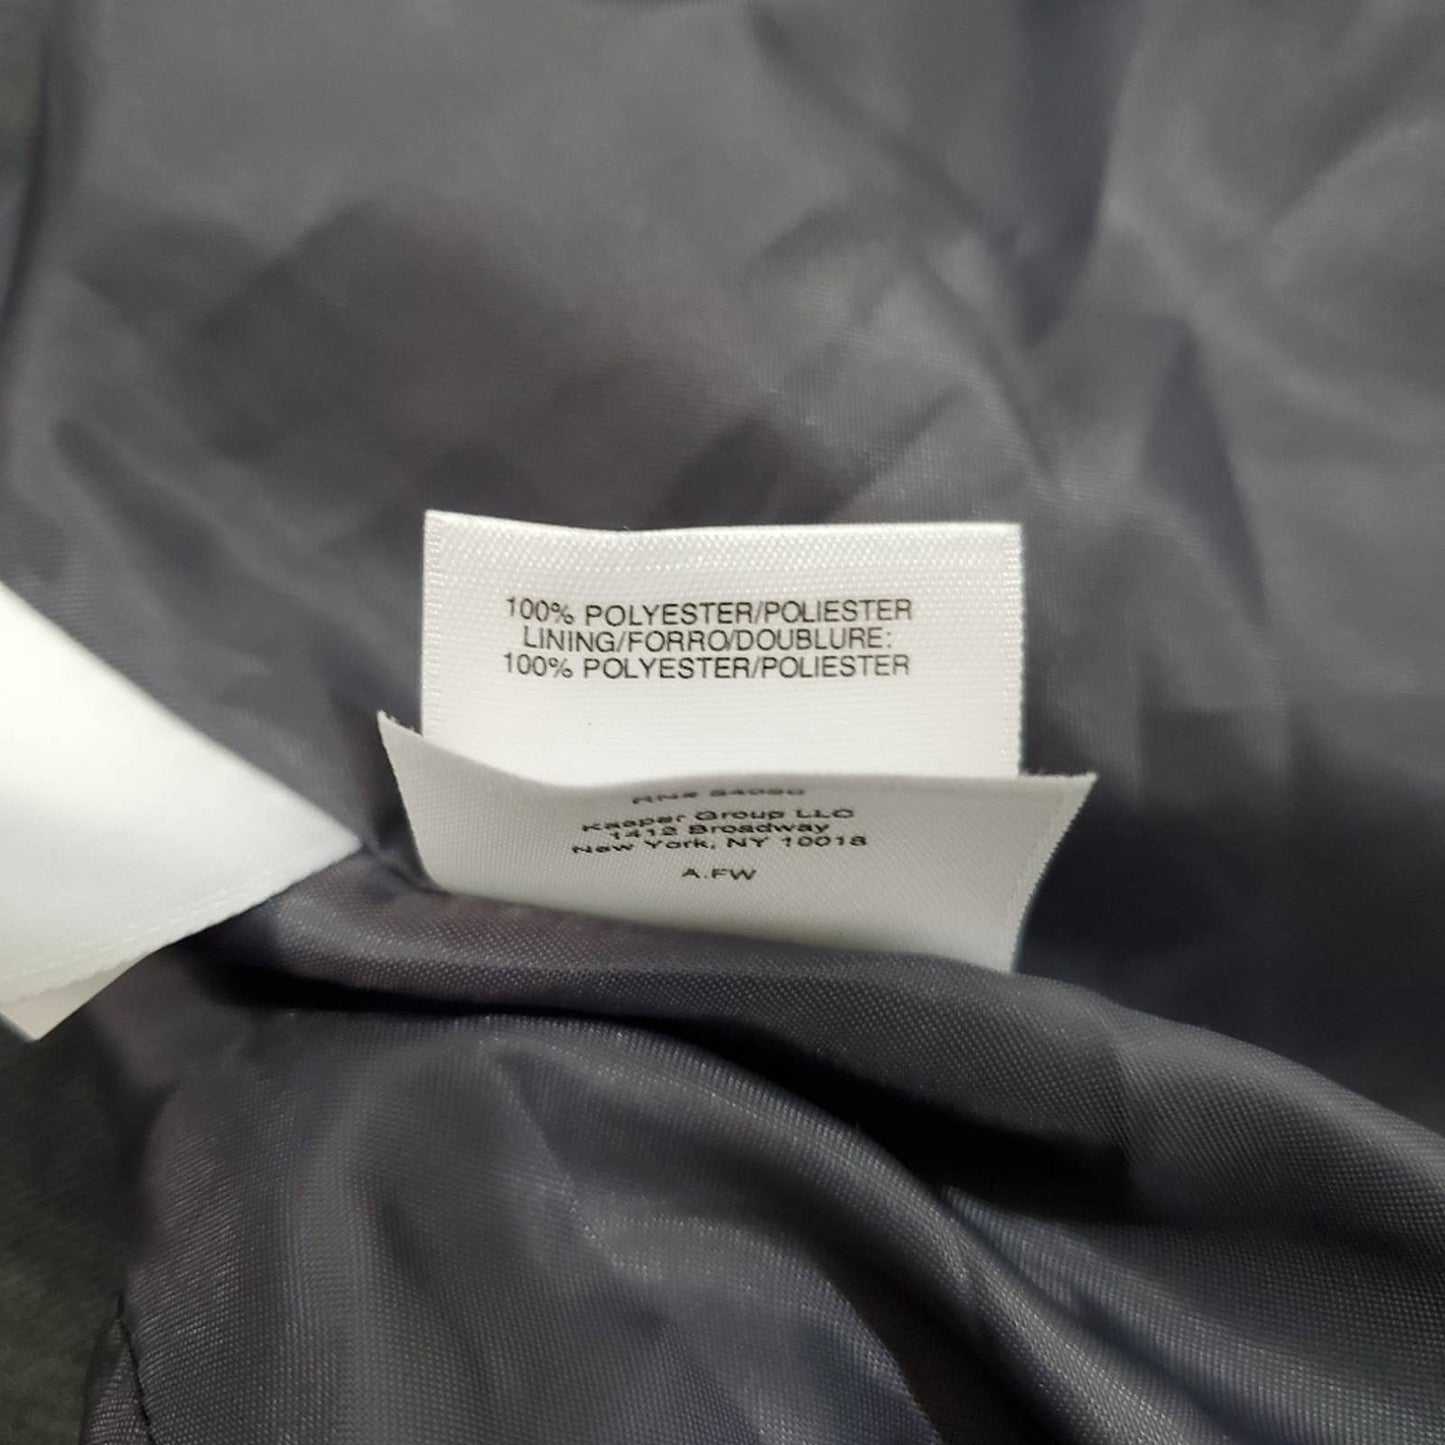 100% POLYESTER/POLIESTER
LINING/FORRO/DOUBLURE:
100% POLYESTER/POLIESTER
RN#
Kasper Group LLC
1412 Broadway
New York, NY 10018
A.FW